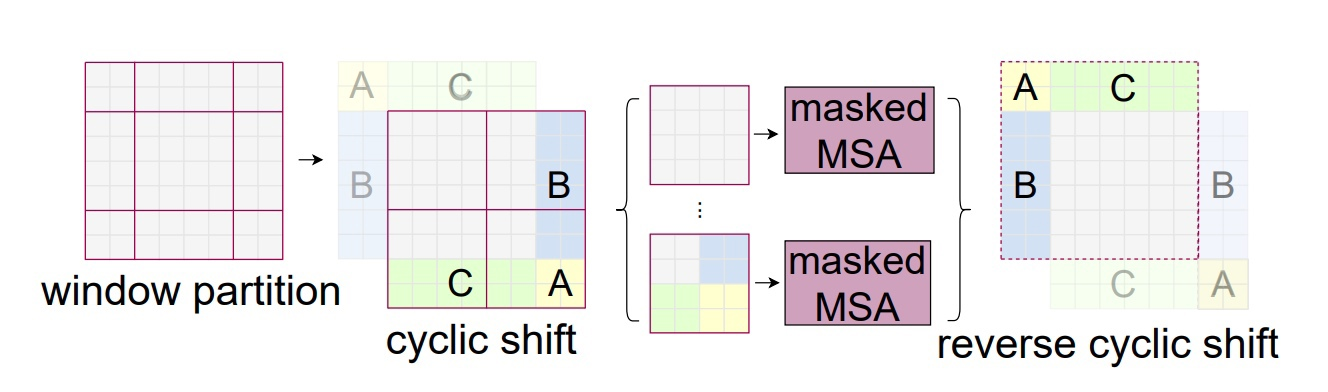 window partition
A
C
B
B
C
A
cyclic shift
masked
MSA
⋮
masked
MSA
A
C
B
B
C
A
reverse cyclic shift